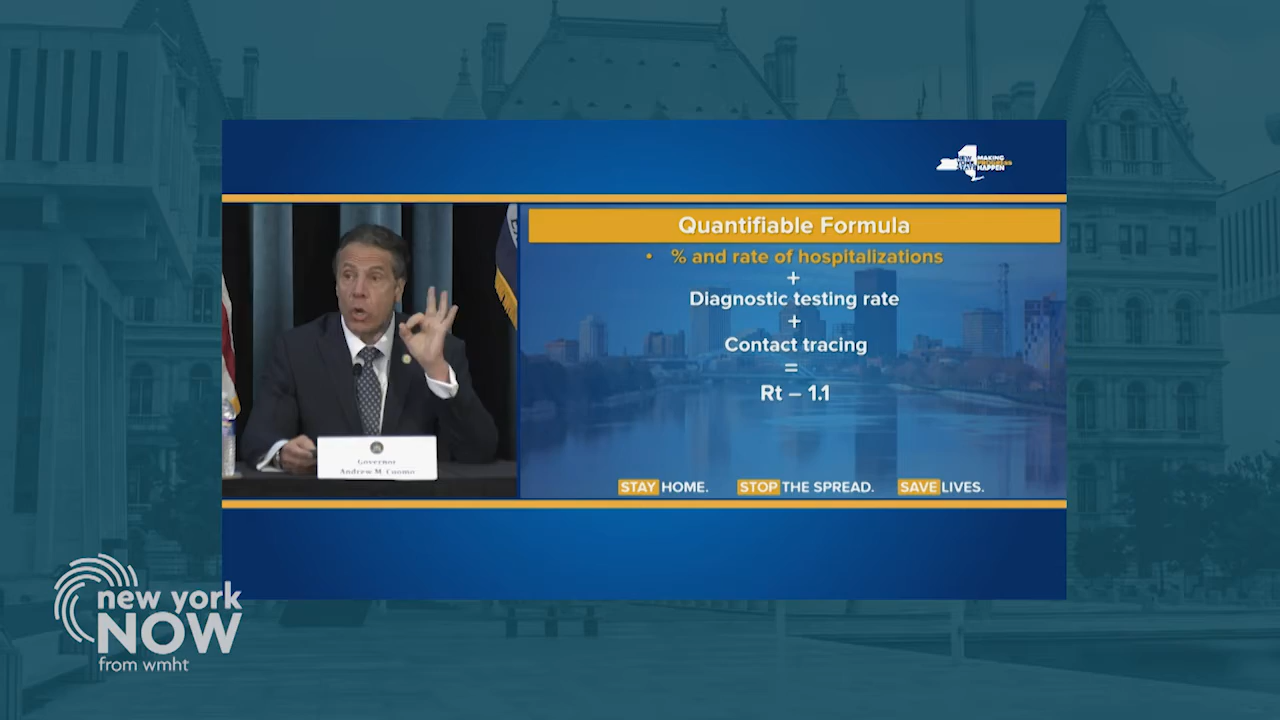 NEW YORK STATE
MAKING PROGRESS HAPPEN
Quantifiable Formula
• % and rate of hospitalizations
+
Diagnostic testing rate
+
Contact tracing
=
Rt – 1.1
Governor
Andrew M. Cuomo
STAY HOME. STOP THE SPREAD. SAVE LIVES.
new york
NOW
from wmht